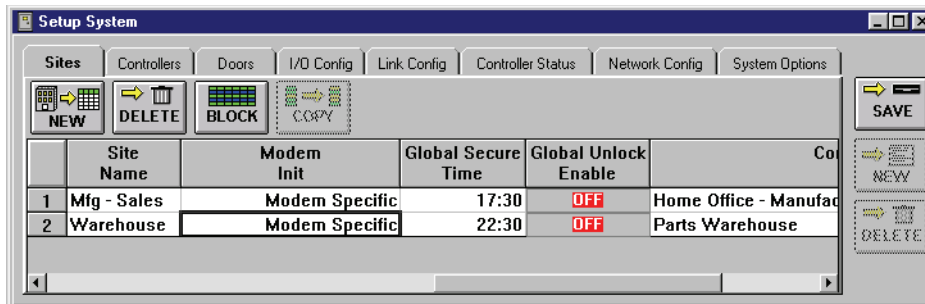 Setup System
Sites Controllers Doors I/O Config Link Config Controller Status Network Config System Options
NEW DELETE BLOCK COPY SAVE
Site Name Modem Init Global Secure Time Global Unlock Enable Co
NEW
1 Mfg - Sales Modem Specific 17:30 OFF Home Office - Manufac
2 Warehouse Modem Specific 22:30 OFF Parts Warehouse
DELETE